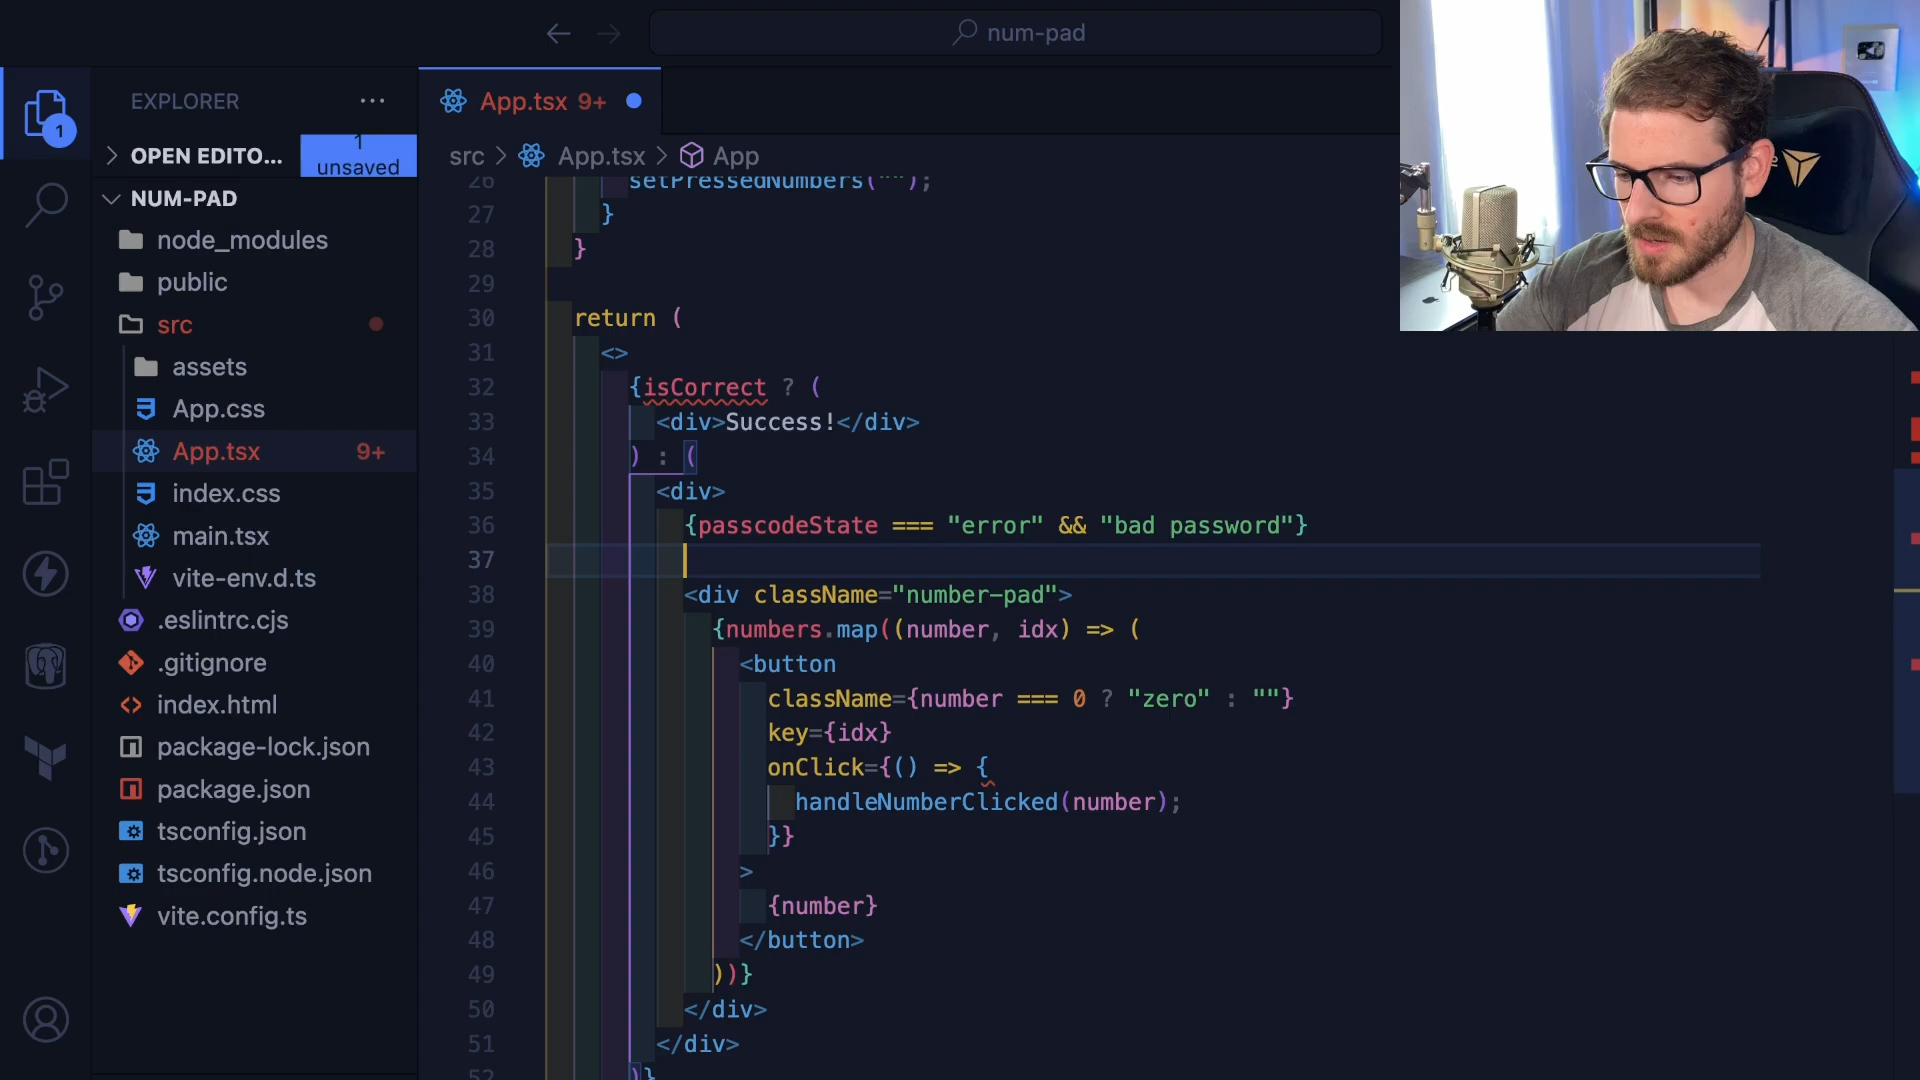 num-pad
EXPLORER
OPEN EDITO...
1 unsaved
NUM-PAD
node_modules
public
src
assets
App.css
App.tsx 9+
index.css
main.tsx
vite-env.d.ts
.eslintrc.cjs
.gitignore
index.html
package-lock.json
package.json
tsconfig.json
tsconfig.node.json
vite.config.ts
1
App.tsx 9+
src > App.tsx > App
26 setPressedNumbers("");
27 }
28 }
29
30 return (
31 <>
32 {isCorrect ? (
33 <div>Success!</div>
34 ) : (
35 <div>
36 {passcodeState === "error" && "bad password"}
37
38 <div className="number-pad">
39 {numbers.map((number, idx) => (
40 <button
41 className={number === 0 ? "zero" : ""}
42 key={idx}
43 onClick={() => {
44 handleNumberClicked(number);
45 }}
46 >
47 {number}
48 </button>
49 ))}
50 </div>
51 </div>
52 )}